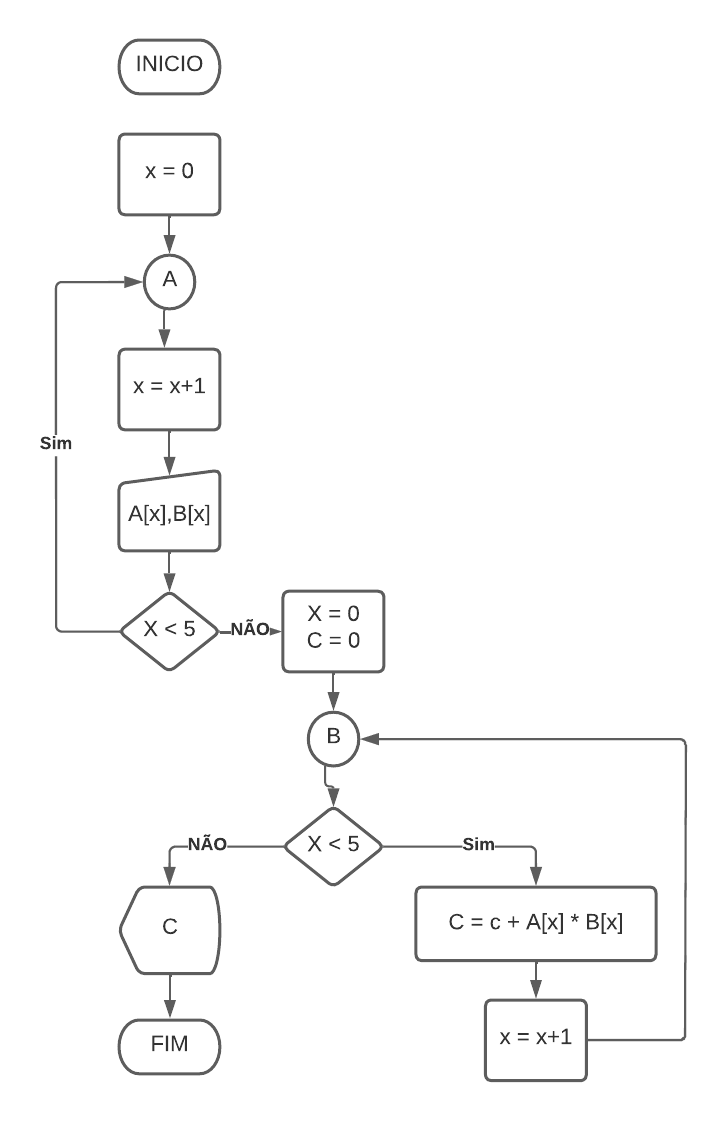 INICIO
x = 0
A
x = x+1
Sim
A[x],B[x]
X < 5
NÃO
X = 0
C = 0
B
X < 5
NÃO
Sim
C
C = c + A[x] * B[x]
x = x+1
FIM